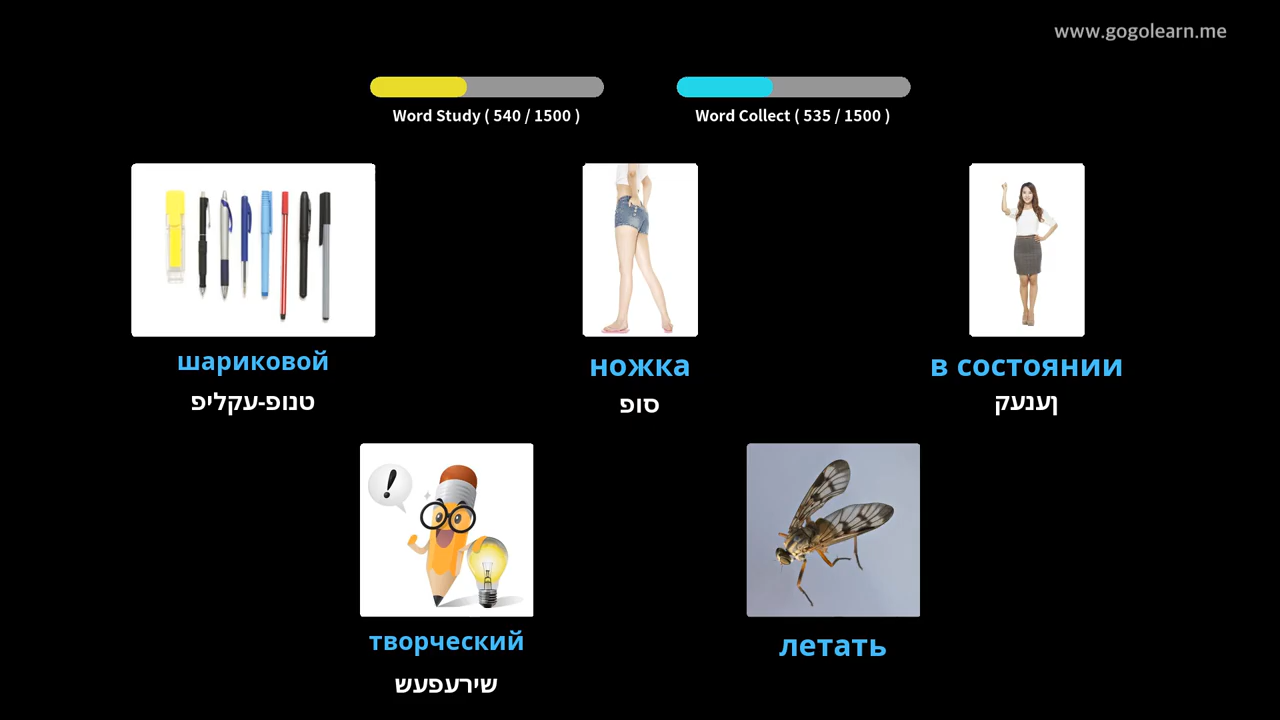 www.gogolearn.me
Word Study ( 540 / 1500 )
Word Collect ( 535 / 1500 )
шариковой
טנופ-עקליפ
ножка
סופ
в состоянии
ןענעק
творческий
שירעפעש
летать